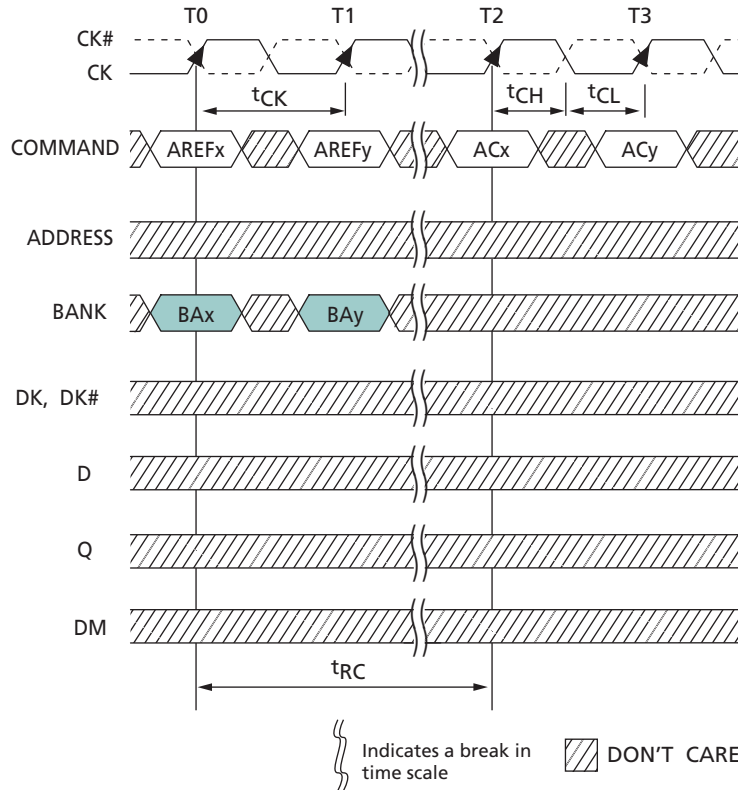 T0 T1 T2 T3
CK#
CK
tCK tCH tCL
COMMAND AREFx AREFy ACx ACy
ADDRESS
BANK BAx BAy
DK, DK#
D
Q
DM
tRC
Indicates a break in
time scale
DON'T CARE